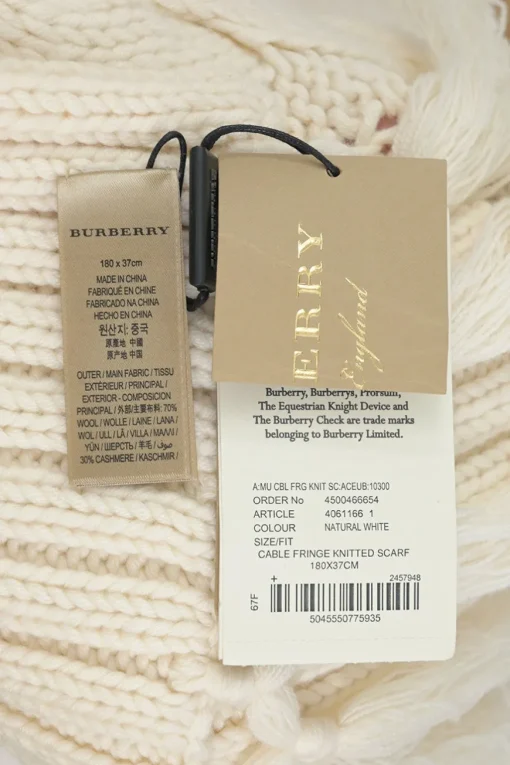 BURBERRY
180 x 37cm
MADE IN CHINA
FABRIQUÉ EN CHINE
FABRICADO NA CHINA
HECHO EN CHINA
원산지: 중국
原產地 中國
原产地 中国
OUTER / MAIN FABRIC / TISSU
EXTÉRIEUR / PRINCIPAL /
EXTERIOR - COMPOSICION
PRINCIPAL / 外部/主要布料: 70%
WOOL / WOLLE / LAINE / LANA /
WOL / ULL / LÃ / VILLA / ΜΑΛΛΙ /
YÜN / ШЕРСТЬ / 羊毛 / صوف
30% CASHMERE / KASCHMIR /
ERRY
England
Burberry, Burberrys, Prorsum,
The Equestrian Knight Device and
The Burberry Check are trade marks
belonging to Burberry Limited.
A:MU CBL FRG KNIT SC:ACEUB:10300
ORDER No 4500466654
ARTICLE 4061166 1
COLOUR NATURAL WHITE
SIZE/FIT
CABLE FRINGE KNITTED SCARF
180X37CM
+ 2457948
67F
5045550775935